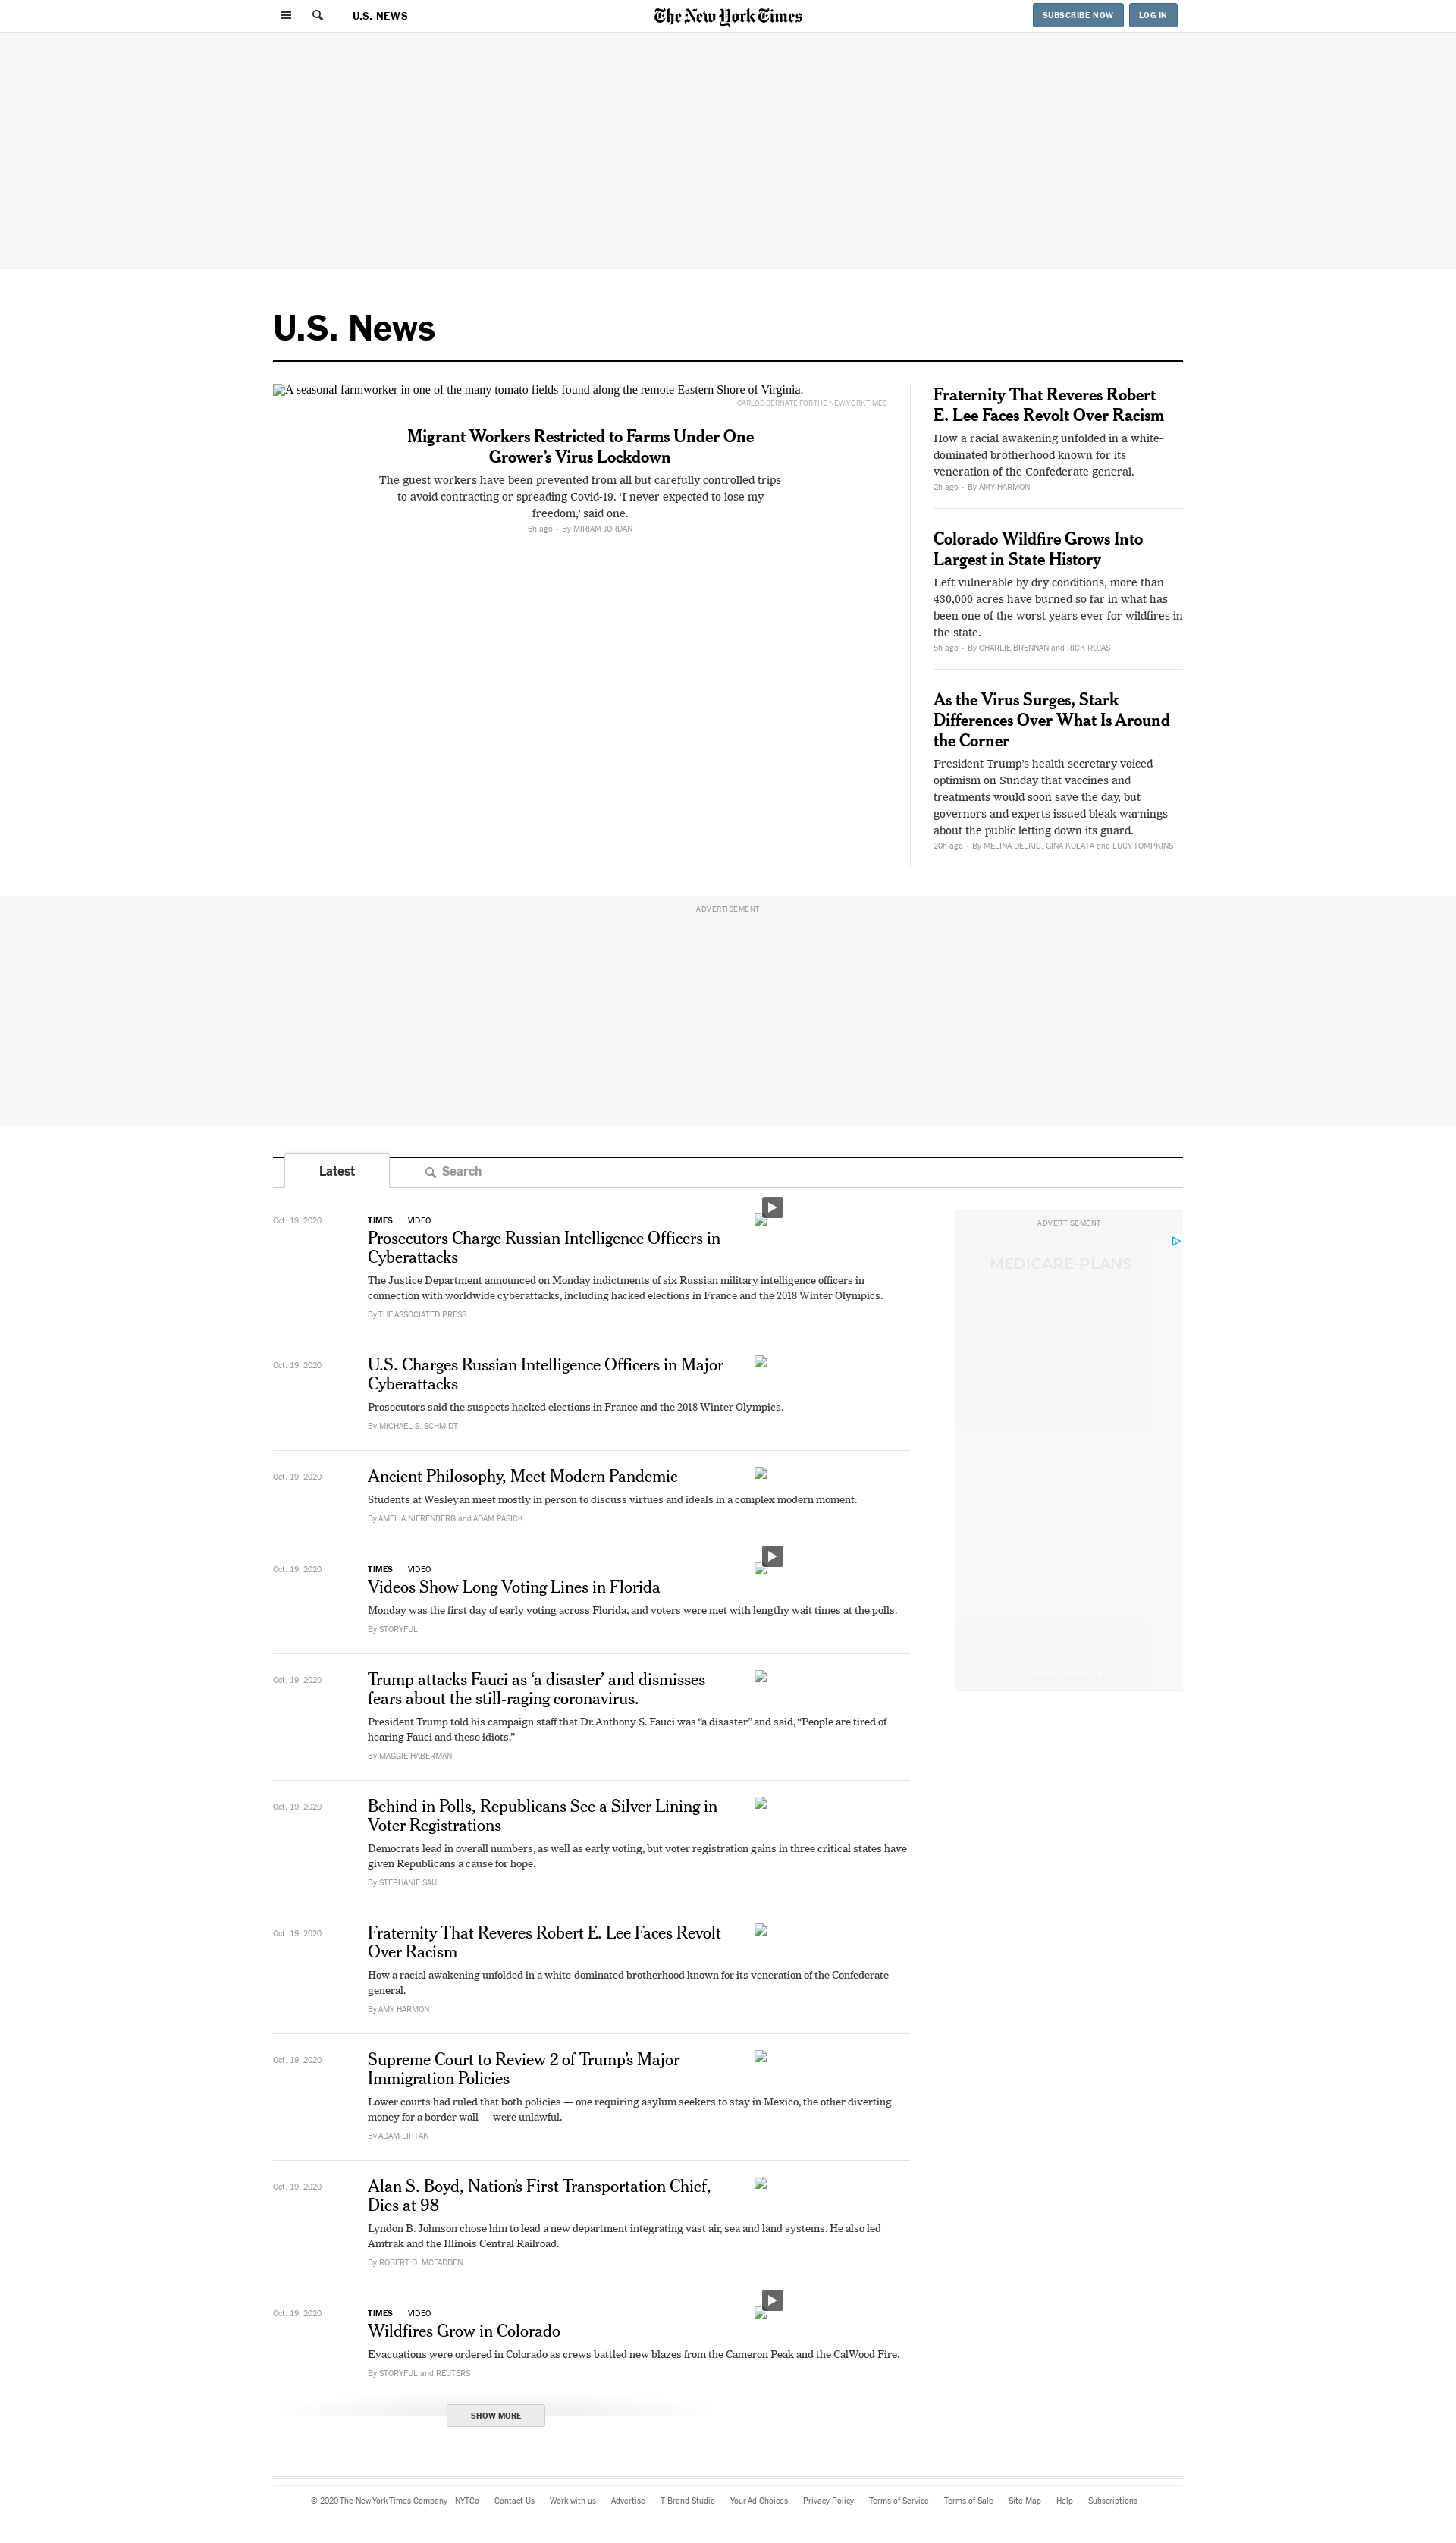 U.S. NEWS
The New York Times
SUBSCRIBE NOW
LOG IN
U.S. News
A seasonal farmworker in one of the many tomato fields found along the remote Eastern Shore of Virginia.
CARLOS BERNATE FOR THE NEW YORK TIMES
Migrant Workers Restricted to Farms Under One
Grower’s Virus Lockdown
The guest workers have been prevented from all but carefully controlled trips
to avoid contracting or spreading Covid-19. ‘I never expected to lose my
freedom,’ said one.
6h ago • By MIRIAM JORDAN
Fraternity That Reveres Robert
E. Lee Faces Revolt Over Racism
How a racial awakening unfolded in a white-
dominated brotherhood known for its
veneration of the Confederate general.
2h ago • By AMY HARMON
Colorado Wildfire Grows Into
Largest in State History
Left vulnerable by dry conditions, more than
430,000 acres have burned so far in what has
been one of the worst years ever for wildfires in
the state.
5h ago • By CHARLIE BRENNAN and RICK ROJAS
As the Virus Surges, Stark
Differences Over What Is Around
the Corner
President Trump’s health secretary voiced
optimism on Sunday that vaccines and
treatments would soon save the day, but
governors and experts issued bleak warnings
about the public letting down its guard.
20h ago • By MELINA DELKIC, GINA KOLATA and LUCY TOMPKINS
ADVERTISEMENT
Latest
Search
Oct. 19, 2020
TIMES | VIDEO
Prosecutors Charge Russian Intelligence Officers in
Cyberattacks
The Justice Department announced on Monday indictments of six Russian military intelligence officers in
connection with worldwide cyberattacks, including hacked elections in France and the 2018 Winter Olympics.
By THE ASSOCIATED PRESS
ADVERTISEMENT
MEDICARE-PLANS
Oct. 19, 2020
U.S. Charges Russian Intelligence Officers in Major
Cyberattacks
Prosecutors said the suspects hacked elections in France and the 2018 Winter Olympics.
By MICHAEL S. SCHMIDT
Oct. 19, 2020
Ancient Philosophy, Meet Modern Pandemic
Students at Wesleyan meet mostly in person to discuss virtues and ideals in a complex modern moment.
By AMELIA NIERENBERG and ADAM PASICK
Oct. 19, 2020
TIMES | VIDEO
Videos Show Long Voting Lines in Florida
Monday was the first day of early voting across Florida, and voters were met with lengthy wait times at the polls.
By STORYFUL
Oct. 19, 2020
Trump attacks Fauci as ‘a disaster’ and dismisses
fears about the still-raging coronavirus.
President Trump told his campaign staff that Dr. Anthony S. Fauci was “a disaster” and said, “People are tired of
hearing Fauci and these idiots.”
By MAGGIE HABERMAN
Oct. 19, 2020
Behind in Polls, Republicans See a Silver Lining in
Voter Registrations
Democrats lead in overall numbers, as well as early voting, but voter registration gains in three critical states have
given Republicans a cause for hope.
By STEPHANIE SAUL
Oct. 19, 2020
Fraternity That Reveres Robert E. Lee Faces Revolt
Over Racism
How a racial awakening unfolded in a white-dominated brotherhood known for its veneration of the Confederate
general.
By AMY HARMON
Oct. 19, 2020
Supreme Court to Review 2 of Trump’s Major
Immigration Policies
Lower courts had ruled that both policies — one requiring asylum seekers to stay in Mexico, the other diverting
money for a border wall — were unlawful.
By ADAM LIPTAK
Oct. 19, 2020
Alan S. Boyd, Nation’s First Transportation Chief,
Dies at 98
Lyndon B. Johnson chose him to lead a new department integrating vast air, sea and land systems. He also led
Amtrak and the Illinois Central Railroad.
By ROBERT D. MCFADDEN
Oct. 19, 2020
TIMES | VIDEO
Wildfires Grow in Colorado
Evacuations were ordered in Colorado as crews battled new blazes from the Cameron Peak and the CalWood Fire.
By STORYFUL and REUTERS
SHOW MORE
© 2020 The New York Times Company NYTCo Contact Us Work with us Advertise T Brand Studio Your Ad Choices Privacy Policy Terms of Service Terms of Sale Site Map Help Subscriptions